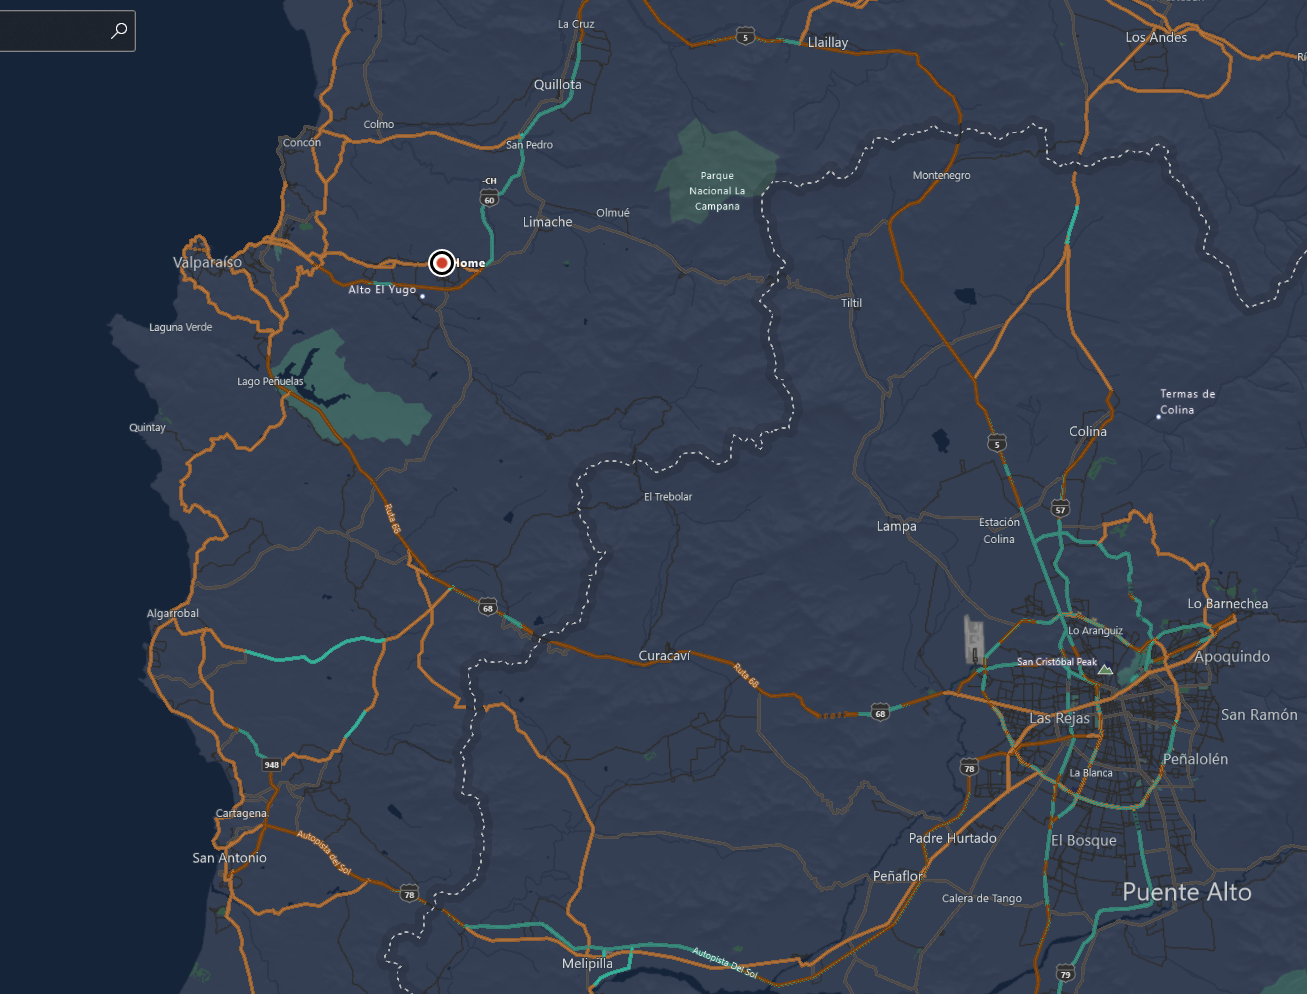 La Cruz
5
Llaillay
Los Andes
Quillota
Colmo
Concón
San Pedro
Parque
Nacional La
Campana
Montenegro
-CH
60
Olmué
Limache
Valparaíso
Home
Alto El Yugo
Tiltil
Laguna Verde
Lago Peñuelas
Termas de
Colina
Quintay
Colina
5
El Trebolar
57
Ruta 68
Lampa
Estación
Colina
68
Lo Barnechea
Algarrobal
Lo Aranguiz
Curacaví
San Cristóbal Peak
Apoquindo
Ruta 68
68
Las Rejas
San Ramón
948
78
La Blanca
Peñalolén
Cartagena
Autopista del Sol
Padre Hurtado
El Bosque
San Antonio
Peñaflor
78
Calera de Tango
Puente Alto
Melipilla
Autopista Del Sol
79